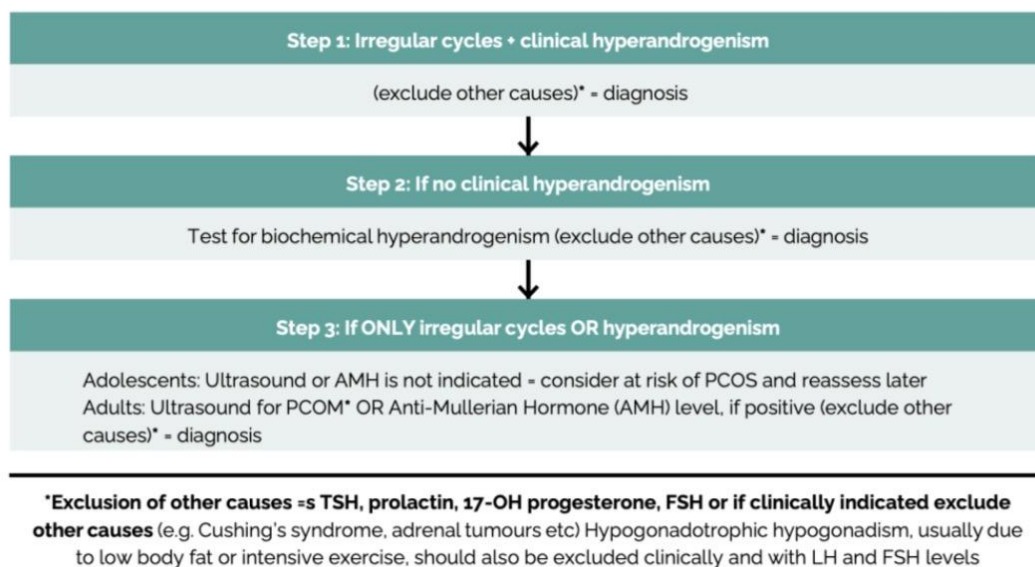 Step 1: Irregular cycles + clinical hyperandrogenism
(exclude other causes)* = diagnosis
Step 2: If no clinical hyperandrogenism
Test for biochemical hyperandrogenism (exclude other causes)* = diagnosis
Step 3: If ONLY irregular cycles OR hyperandrogenism
Adolescents: Ultrasound or AMH is not indicated = consider at risk of PCOS and reassess later
Adults: Ultrasound for PCOM* OR Anti-Mullerian Hormone (AMH) level, if positive (exclude other
causes)* = diagnosis
*Exclusion of other causes =s TSH, prolactin, 17-OH progesterone, FSH or if clinically indicated exclude
other causes (e.g. Cushing's syndrome, adrenal tumours etc) Hypogonadotrophic hypogonadism, usually due
to low body fat or intensive exercise, should also be excluded clinically and with LH and FSH levels